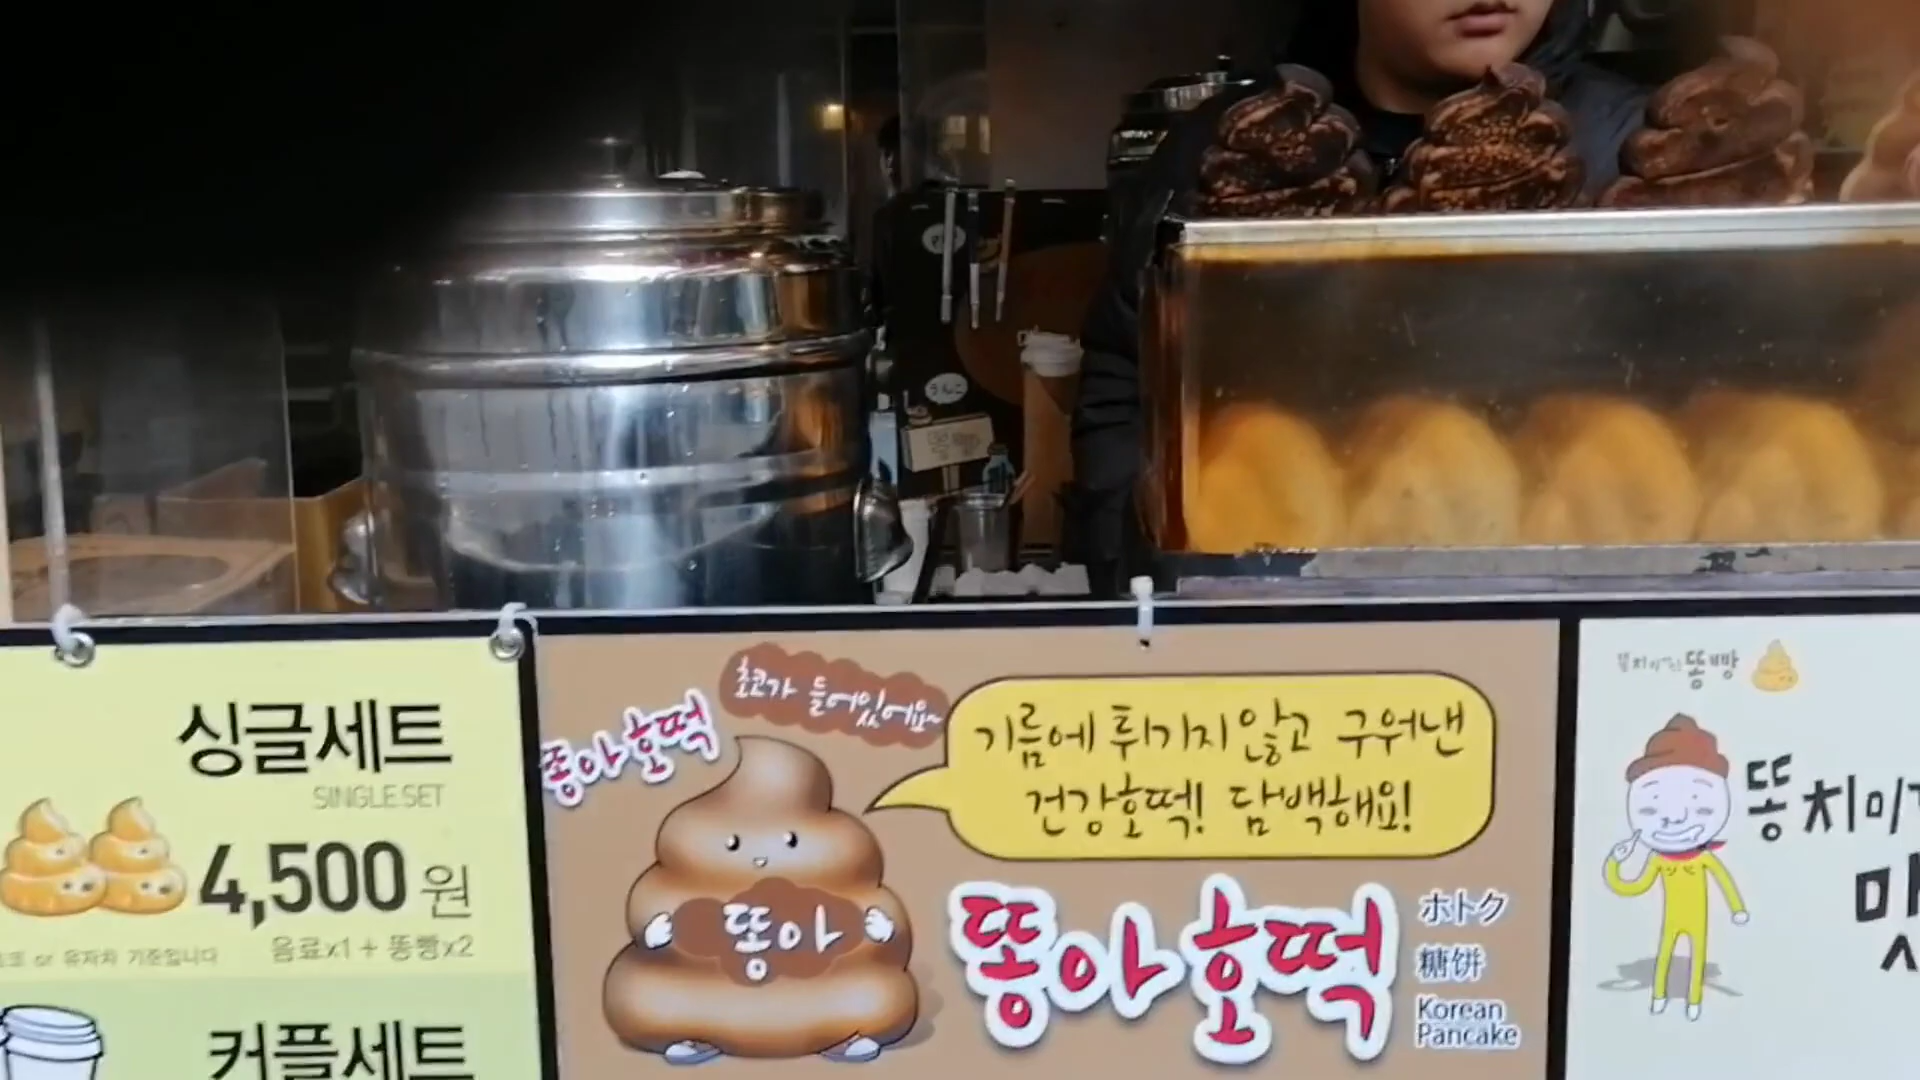 うんこ
싱글세트
SINGLE SET
4,500원
음료x1 + 똥빵x2
커플세트
똥아호떡
초코가 들어있어요~
기름에 튀기지 않고 구워낸
건강호떡! 담백해요!
똥아
똥아호떡
ホトク
糖饼
Korean
Pancake
똥빵
똥치미